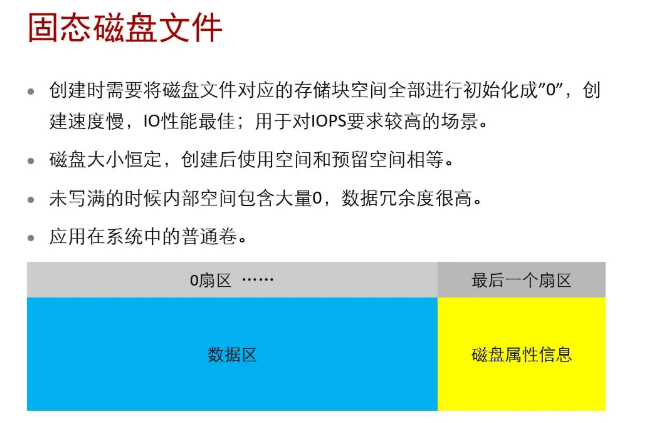 固态磁盘文件
• 创建时需要将磁盘文件对应的存储块空间全部进行初始化成”0”，创
建速度慢，IO性能最佳；用于对IOPS要求较高的场景。
• 磁盘大小恒定，创建后使用空间和预留空间相等。
• 未写满的时候内部空间包含大量0，数据冗余度很高。
• 应用在系统中的普通卷。
0扇区 …… 最后一个扇区
数据区 磁盘属性信息